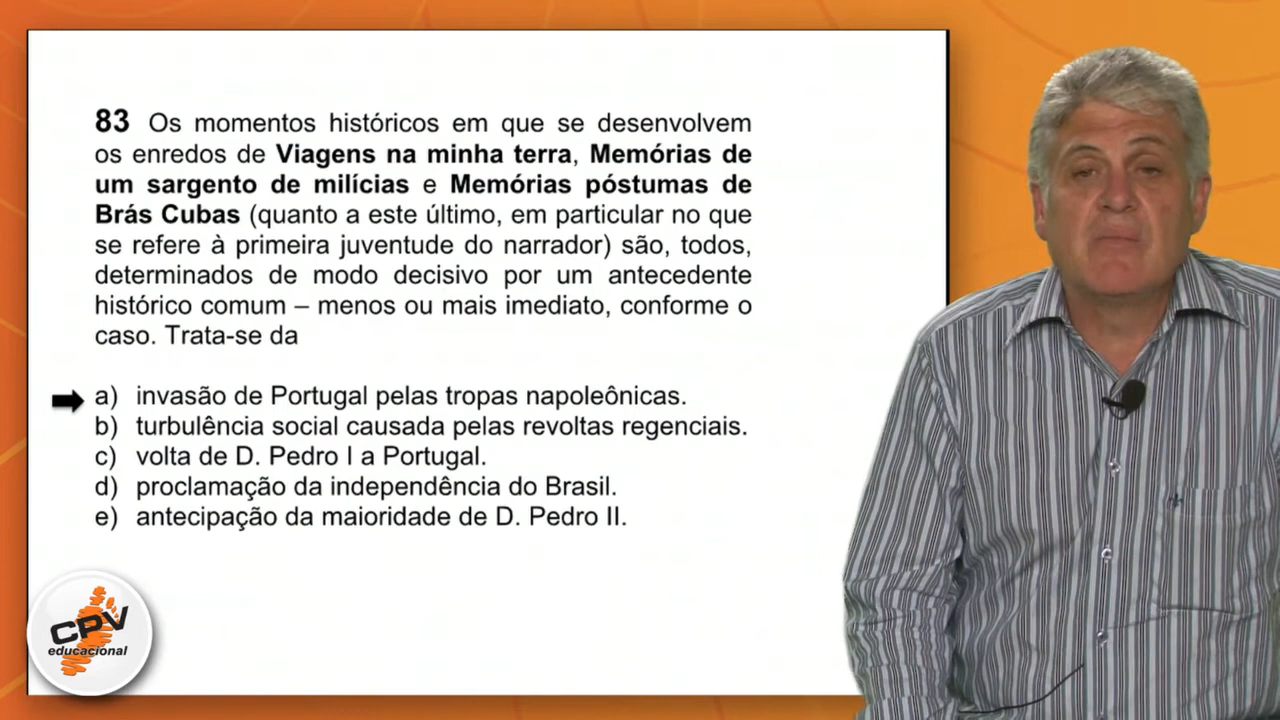 83 Os momentos históricos em que se desenvolvem
os enredos de Viagens na minha terra, Memórias de
um sargento de milícias e Memórias póstumas de
Brás Cubas (quanto a este último, em particular no que
se refere à primeira juventude do narrador) são, todos,
determinados de modo decisivo por um antecedente
histórico comum – menos ou mais imediato, conforme o
caso. Trata-se da
a) invasão de Portugal pelas tropas napoleônicas.
b) turbulência social causada pelas revoltas regenciais.
c) volta de D. Pedro I a Portugal.
d) proclamação da independência do Brasil.
e) antecipação da maioridade de D. Pedro II.
CPV
educacional